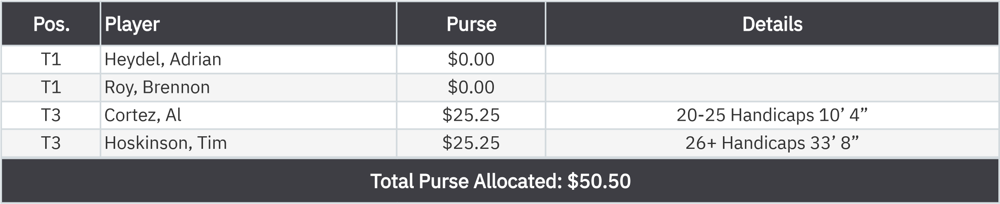 Pos. Player Purse Details
T1 Heydel, Adrian $0.00
T1 Roy, Brennon $0.00
T3 Cortez, Al $25.25 20-25 Handicaps 10’ 4”
T3 Hoskinson, Tim $25.25 26+ Handicaps 33’ 8”
Total Purse Allocated: $50.50